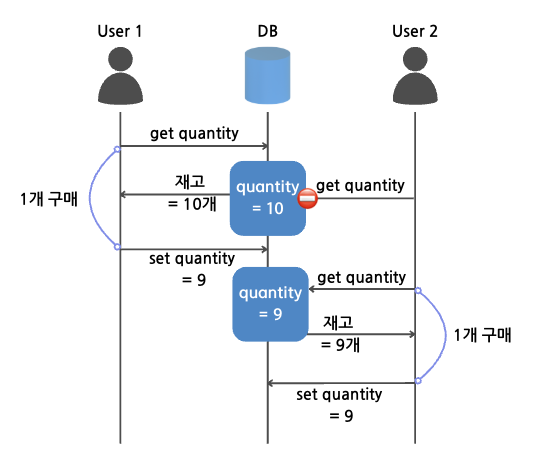 User 1
DB
User 2
get quantity
재고
= 10개
quantity
= 10
get quantity
1개 구매
set quantity
= 9
quantity
= 9
get quantity
재고
= 9개
1개 구매
set quantity
= 9